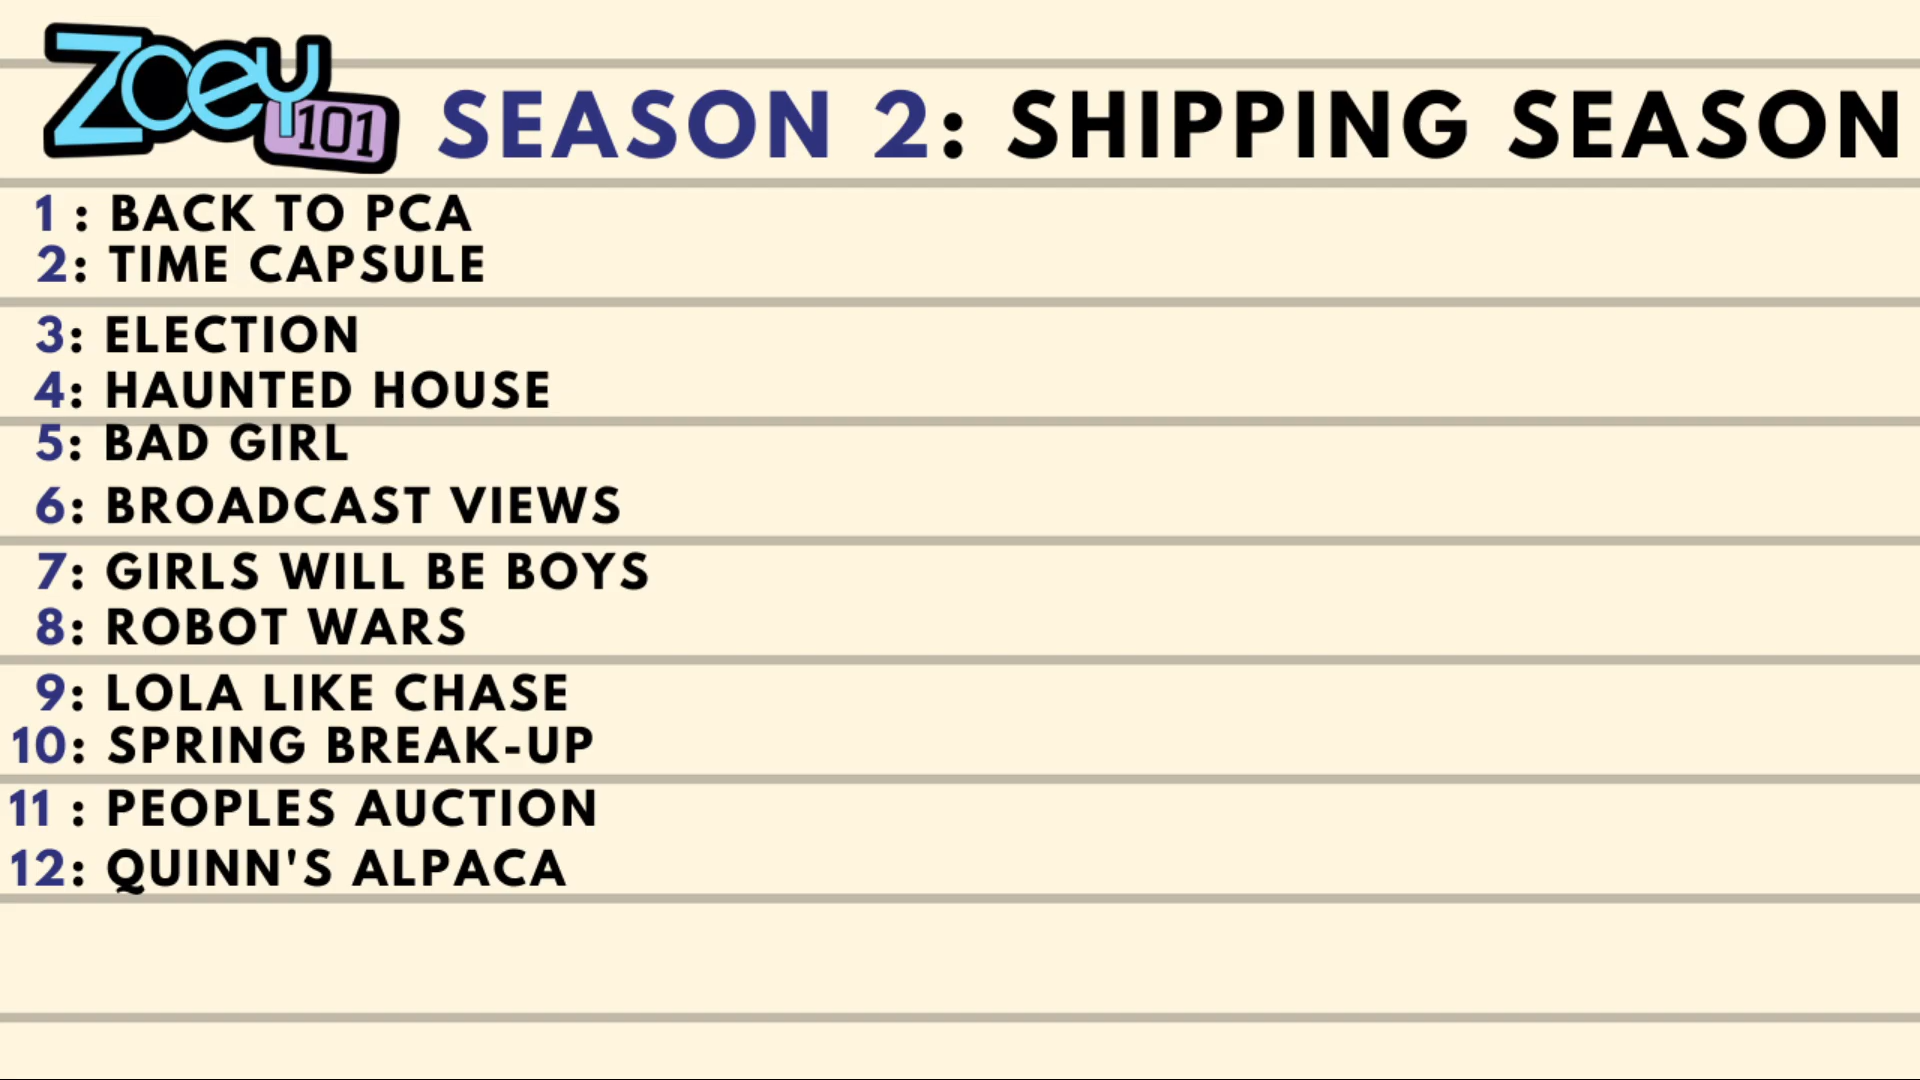 Zoey 101
SEASON 2: SHIPPING SEASON
1 : BACK TO PCA
2: TIME CAPSULE
3: ELECTION
4: HAUNTED HOUSE
5: BAD GIRL
6: BROADCAST VIEWS
7: GIRLS WILL BE BOYS
8: ROBOT WARS
9: LOLA LIKE CHASE
10: SPRING BREAK-UP
11 : PEOPLES AUCTION
12: QUINN'S ALPACA